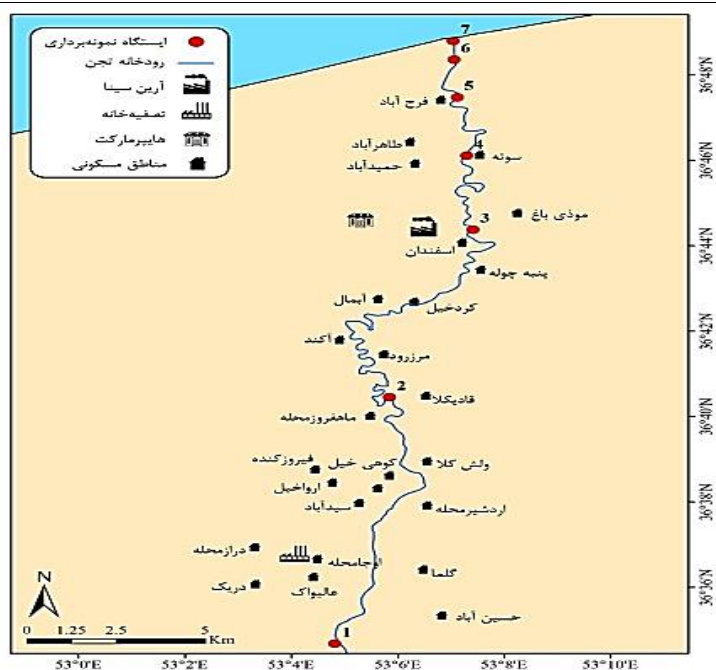 ایستگاه نمونه‌برداری
رودخانه تجن
آرین سینا
تصفیه‌خانه
هایپرمارکت
مناطق مسکونی
7
6
5
فرح آباد
طاهرآباد
4
سوته
حمیدآباد
موذی باغ
3
اسفندان
پنبه چوله
آبمال
کردخیل
آکند
مرزرود
2
قادیکلا
ماهفروزمحله
ولش کلا
کوهی خیل
فیروزکنده
ارواخیل
سیدآباد
اردشیرمحله
درازمحله
اوجامحله
گلما
عالیواک
دریک
حسین آباد
1
N
0 1.25 2.5 5
Km
36°48'N
36°46'N
36°44'N
36°42'N
36°40'N
36°38'N
36°36'N
53°0'E 53°2'E 53°4'E 53°6'E 53°8'E 53°10'E